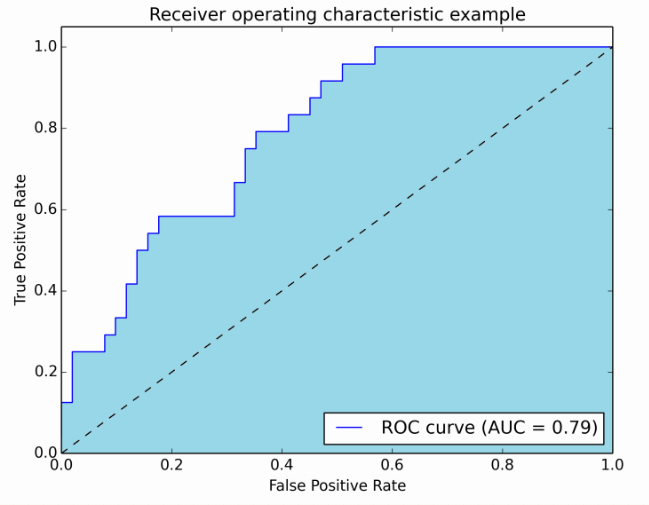 Receiver operating characteristic example
1.0
0.8
0.6
0.4
0.2
0.0
True Positive Rate
ROC curve (AUC = 0.79)
0.0 0.2 0.4 0.6 0.8 1.0
False Positive Rate